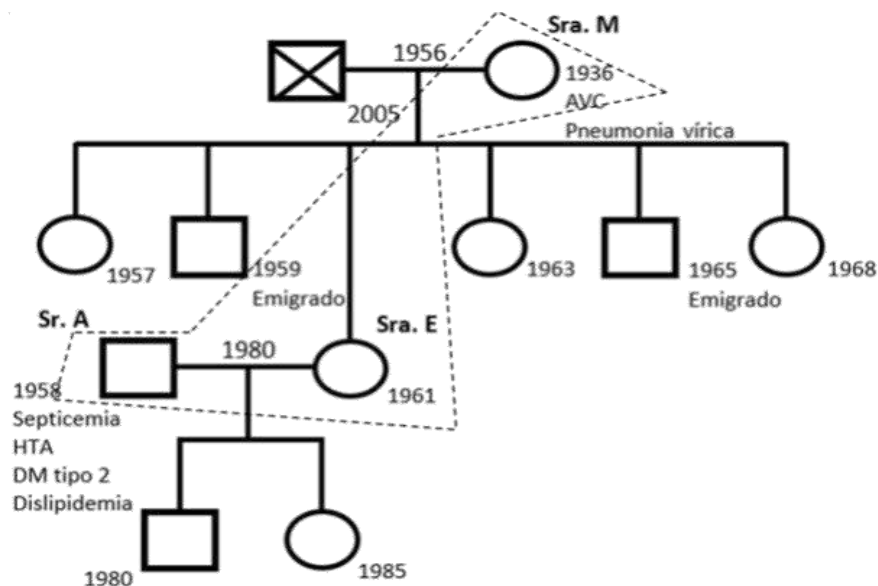 Sra. M
1956
1936
AVC
Pneumonia vírica
2005
1957
1959
Emigrado
1963
1965
Emigrado
1968
Sr. A
Sra. E
1980
1961
1958
Septicemia
HTA
DM tipo 2
Dislipidemia
1980
1985